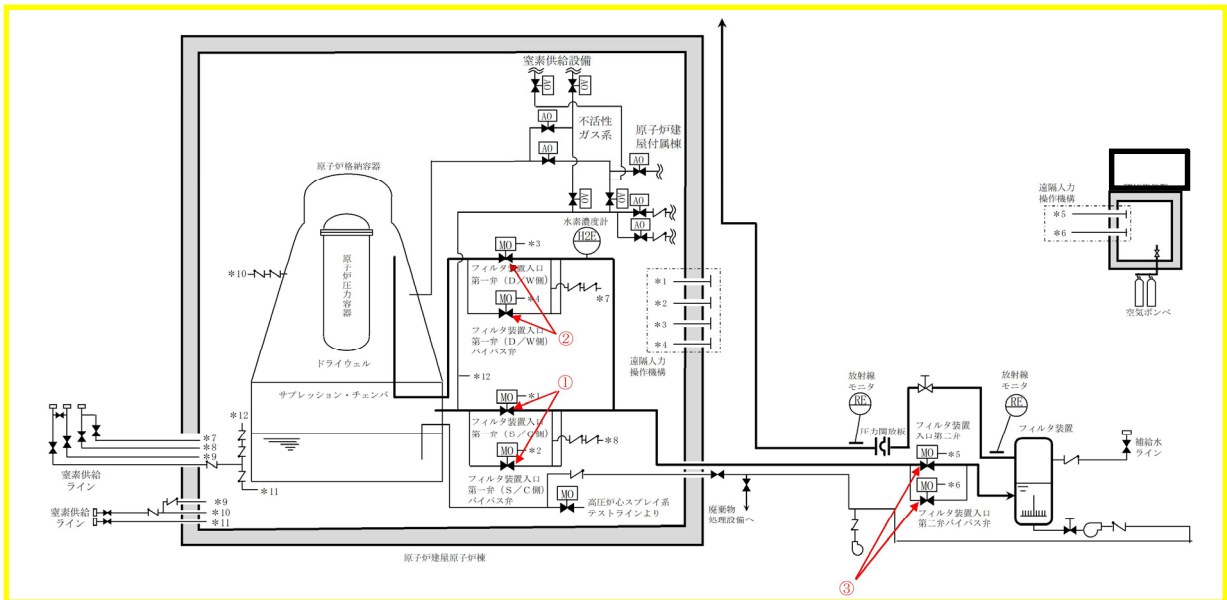 窒素供給設備
AO
AO
AO
不活性
ガス系
原子炉建
屋付属棟
AO
AO
原子炉格納容器
AO
AO
AO
AO
水素濃度計
H2E
MO
*3
フィルタ装置入口
第一弁(D/W側)
MO
*4
*7
②
フィルタ装置入口
第一弁(D/W側)
バイパス弁
*10
原子炉圧力容器
ドライウェル
サプレッション・チェンバ
*12
①
MO
*1
フィルタ装置入口
第一弁(S/C側)
MO
*2
*8
フィルタ装置入口
第一弁(S/C側)
バイパス弁
MO
高圧炉心スプレイ系
テストラインより
*1
*2
*3
*4
遠隔人力
操作機構
遠隔人力
操作機構
*5
*6
空気ボンベ
*12
*7
*8
*9
*11
窒素供給
ライン
*9
*10
*11
窒素供給
ライン
原子炉建屋原子炉棟
廃棄物
処理設備へ
放射線
モニタ
RE
圧力開放板
放射線
モニタ
RE
フィルタ装置
入口第二弁
MO
*5
MO
*6
フィルタ装置入口
第二弁バイパス弁
③
フィルタ装置
補給水
ライン